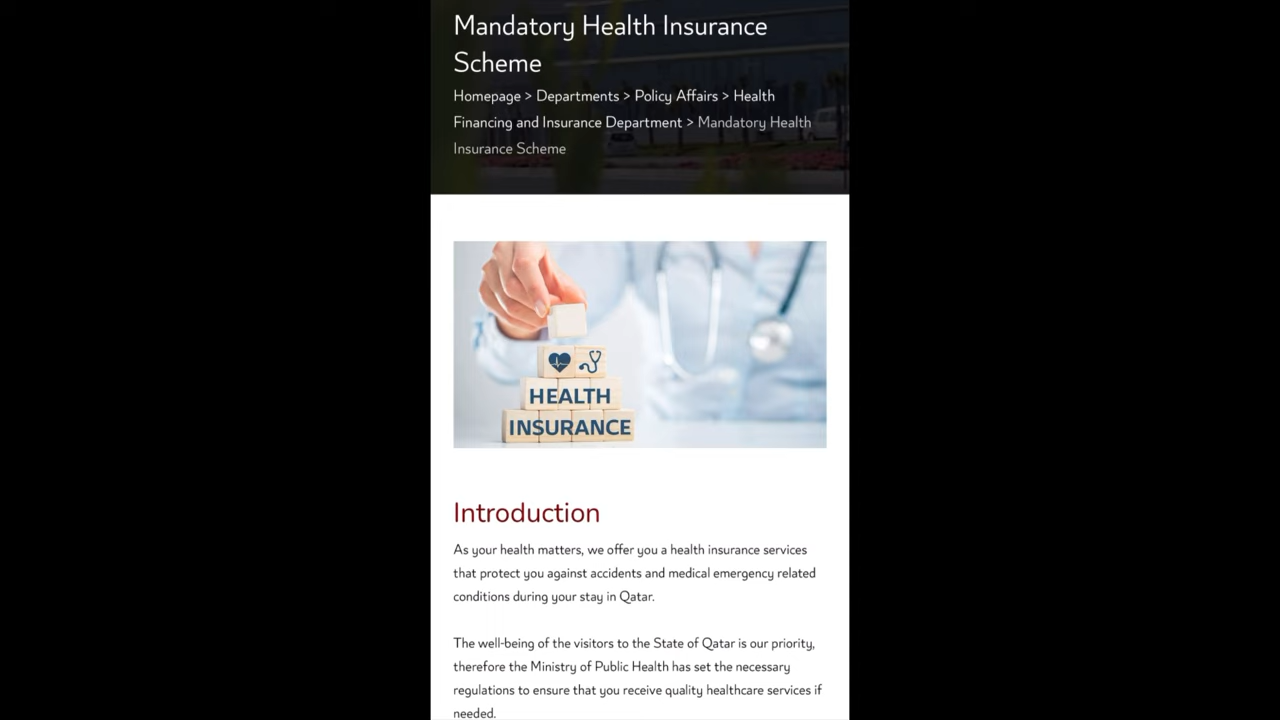 Mandatory Health Insurance
Scheme
Homepage > Departments > Policy Affairs > Health
Financing and Insurance Department > Mandatory Health
Insurance Scheme
HEALTH
INSURANCE
Introduction
As your health matters, we offer you a health insurance services
that protect you against accidents and medical emergency related
conditions during your stay in Qatar.
The well-being of the visitors to the State of Qatar is our priority,
therefore the Ministry of Public Health has set the necessary
regulations to ensure that you receive quality healthcare services if
needed.